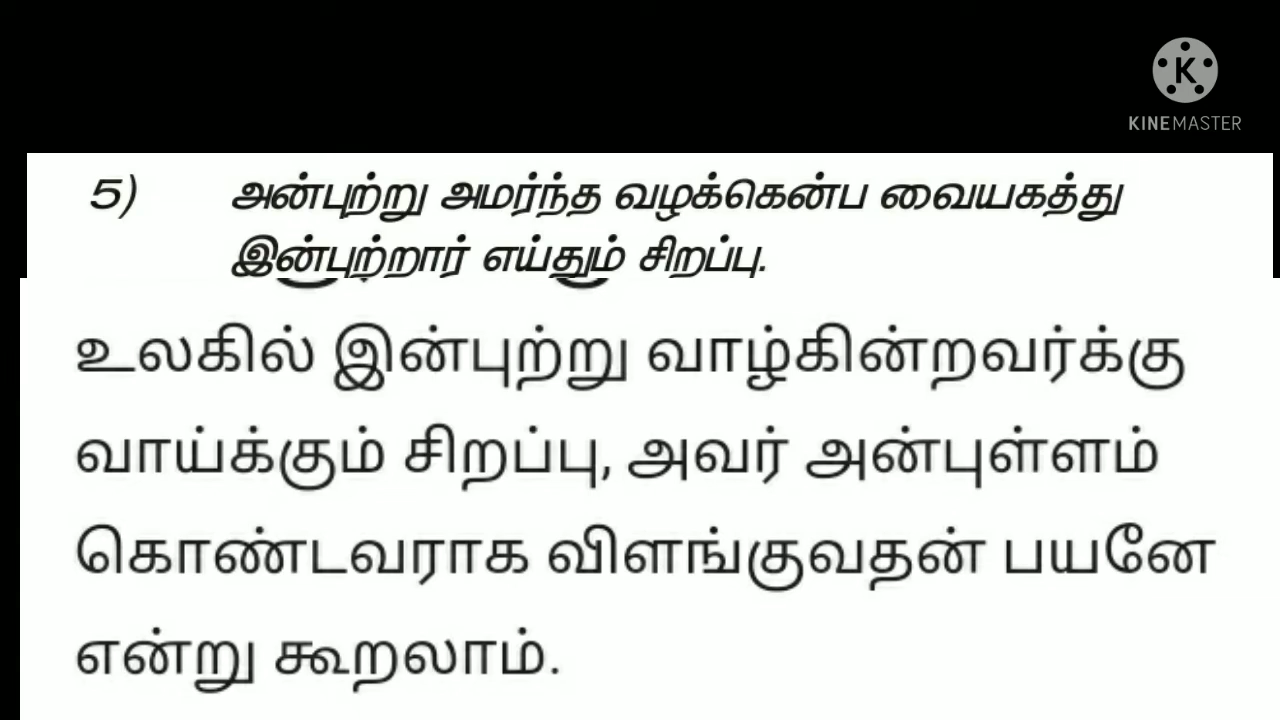 KINEMASTER
5) அன்புற்று அமர்ந்த வழக்கென்ப வையகத்து
இன்புற்றார் எய்தும் சிறப்பு.
உலகில் இன்புற்று வாழ்கின்றவர்க்கு
வாய்க்கும் சிறப்பு, அவர் அன்புள்ளம்
கொண்டவராக விளங்குவதன் பயனே
என்று கூறலாம்.